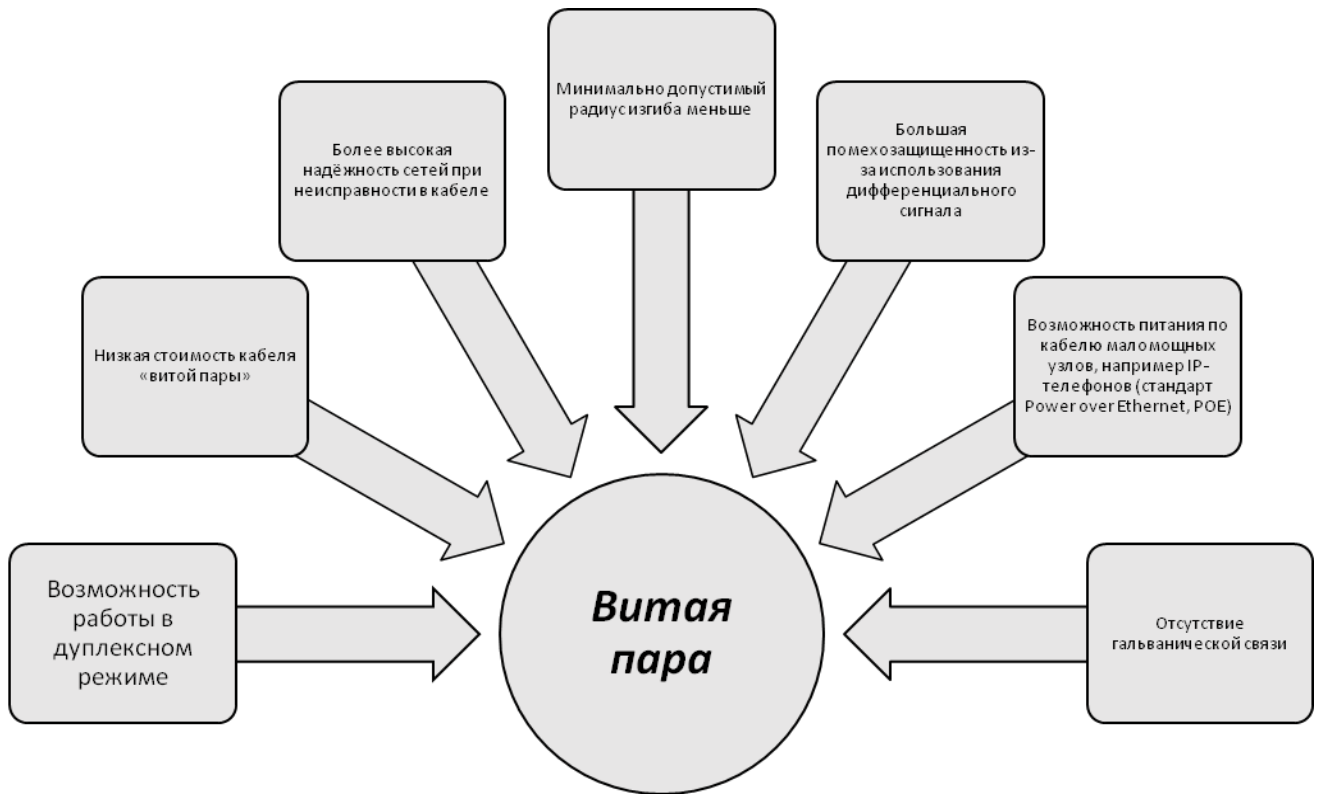 Минимально допустимый
радиус изгиба меньше
Более высокая
надёжность сетей при
неисправности в кабеле
Большая
помехозащищенность из-
за использования
дифференциального
сигнала
Низкая стоимость кабеля
«витой пары»
Возможность питания по
кабелю маломощных
узлов, например IP-
телефонов (стандарт
Power over Ethernet, POE)
Возможность
работы в
дуплексном
режиме
Витая
пара
Отсутствие
гальванической связи